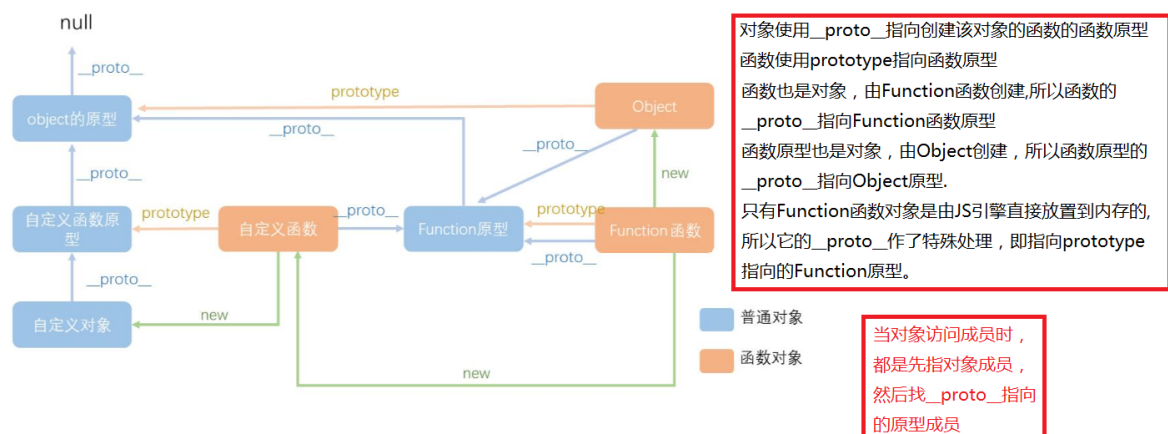 null
__proto__
prototype
object的原型
Object
__proto__
__proto__
__proto__
new
自定义函数原
型
prototype
自定义函数
__proto__
Function原型
prototype
Function 函数
__proto__
__proto__
自定义对象
new
new
普通对象
函数对象
对象使用__proto__指向创建该对象的函数的函数原型
函数使用prototype指向函数原型
函数也是对象，由Function函数创建,所以函数的
__proto__指向Function函数原型
函数原型也是对象，由Object创建，所以函数原型的
__proto__指向Object原型.
只有Function函数对象是由JS引擎直接放置到内存的,
所以它的__proto__作了特殊处理，即指向prototype
指向的Function原型。
当对象访问成员时，
都是先指对象成员，
然后找__proto__指向
的原型成员